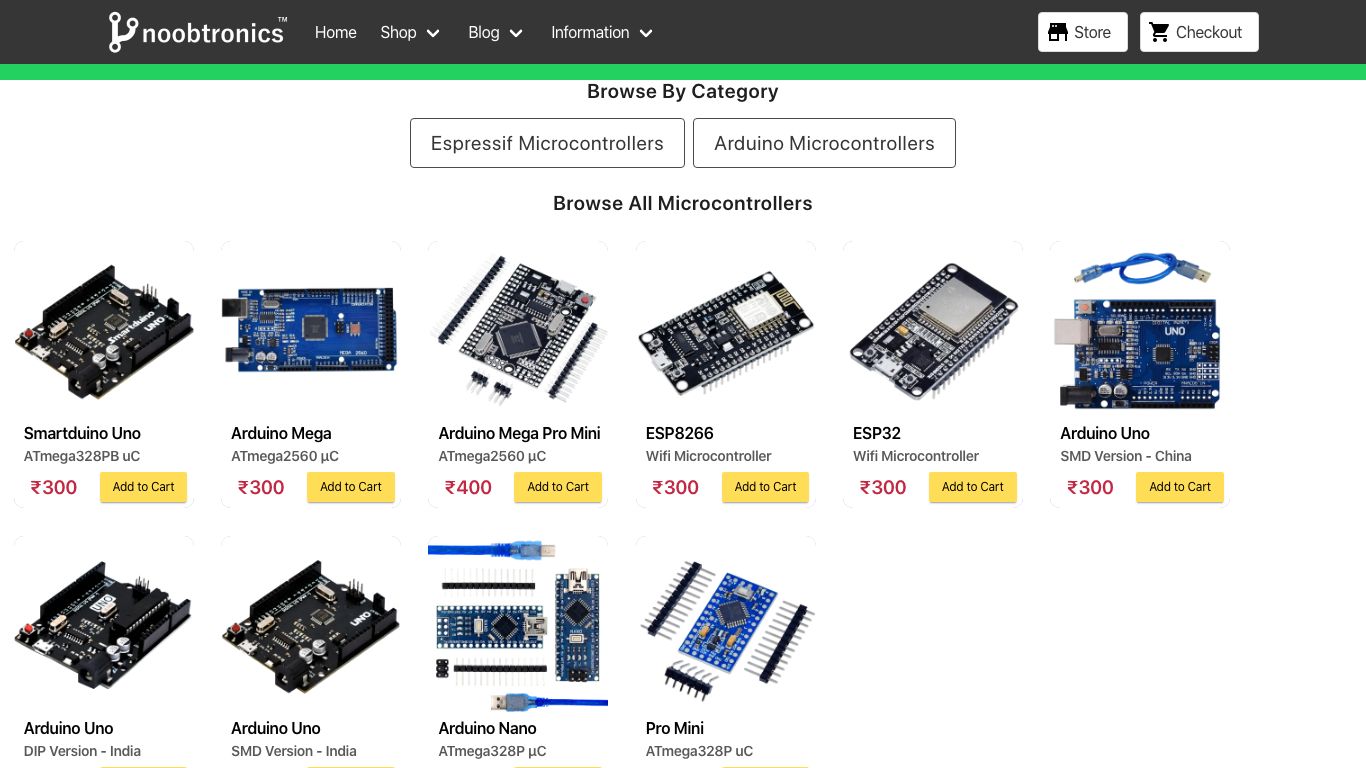 noobtronics™
Home
Shop
Blog
Information
Store
Checkout
Browse By Category
Espressif Microcontrollers
Arduino Microcontrollers
Browse All Microcontrollers
Smartduino Uno
ATmega328PB uC
₹300
Add to Cart
Arduino Mega
ATmega2560 μC
₹300
Add to Cart
Arduino Mega Pro Mini
ATmega2560 μC
₹400
Add to Cart
ESP8266
Wifi Microcontroller
₹300
Add to Cart
ESP32
Wifi Microcontroller
₹300
Add to Cart
UNO
Arduino Uno
SMD Version - China
₹300
Add to Cart
UNO
Arduino Uno
DIP Version - India
UNO
Arduino Uno
SMD Version - India
Arduino Nano
ATmega328P μC
Pro Mini
ATmega328P uC